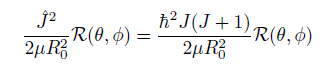 \frac{\hat{J}^2}{2\mu R_0^2} \mathcal{R}(\theta, \phi) = \frac{\hbar^2 J(J+1)}{2\mu R_0^2} \mathcal{R}(\theta, \phi)